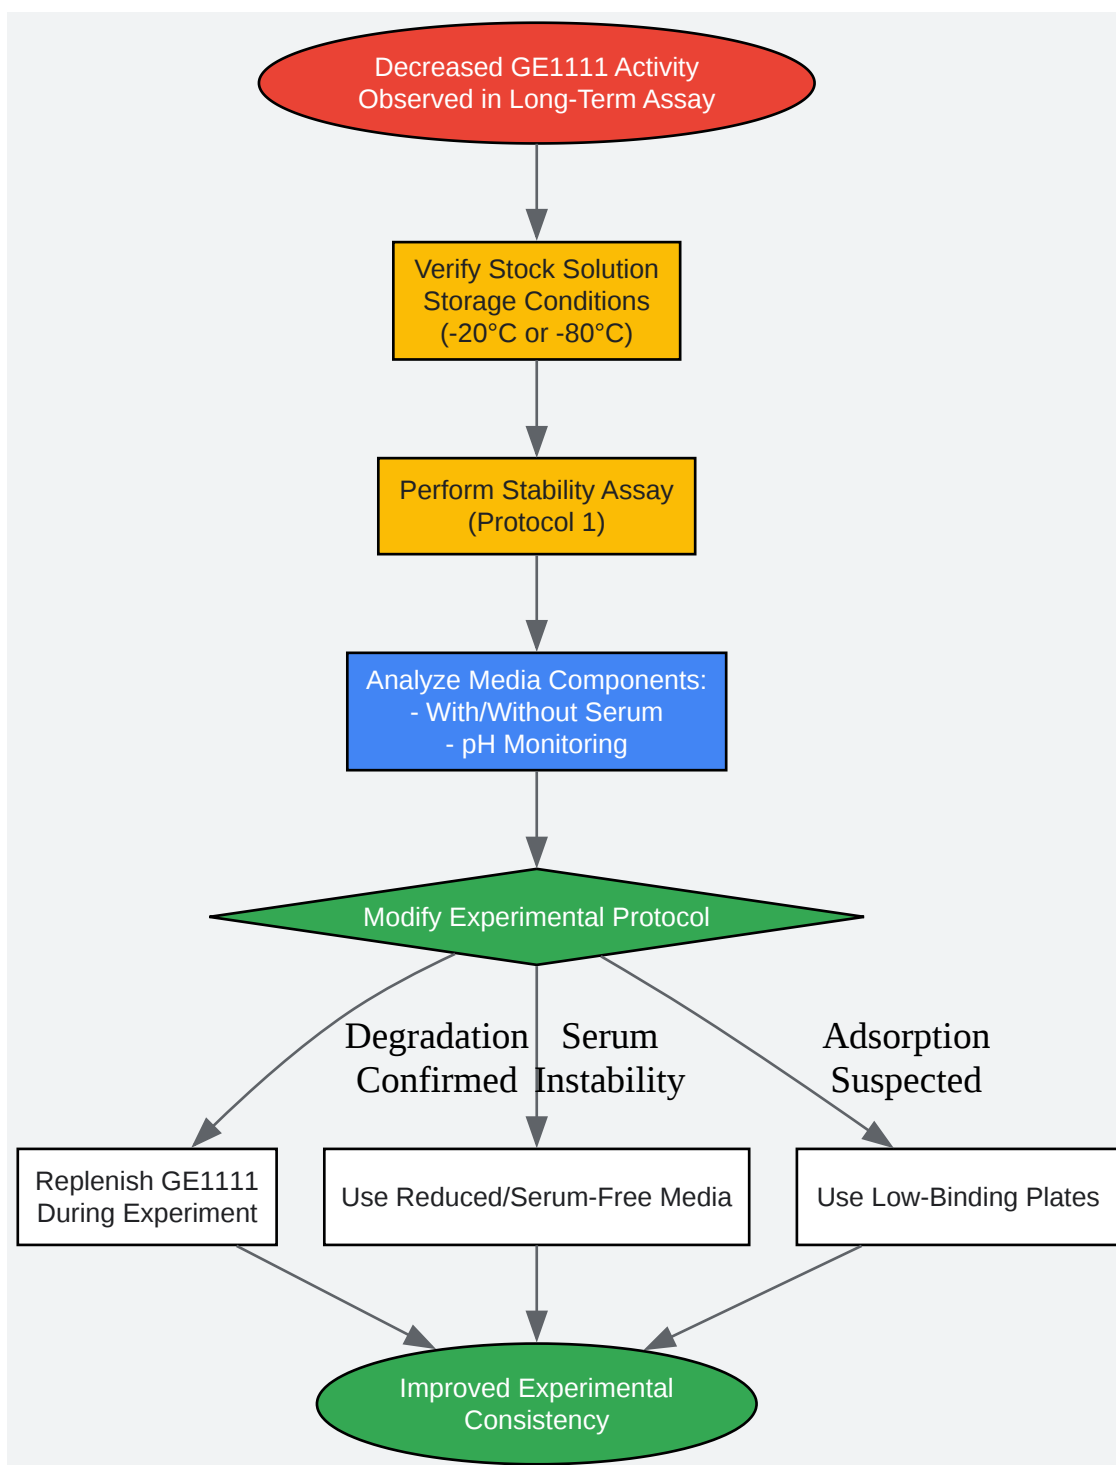 Decreased GE1111 Activity
Observed in Long-Term Assay
Verify Stock Solution
Storage Conditions
(-20°C or -80°C)
Perform Stability Assay
(Protocol 1)
Analyze Media Components:
- With/Without Serum
- pH Monitoring
Modify Experimental Protocol
Degradation
Confirmed
Serum
Instability
Adsorption
Suspected
Replenish GE1111
During Experiment
Use Reduced/Serum-Free Media
Use Low-Binding Plates
Improved Experimental
Consistency